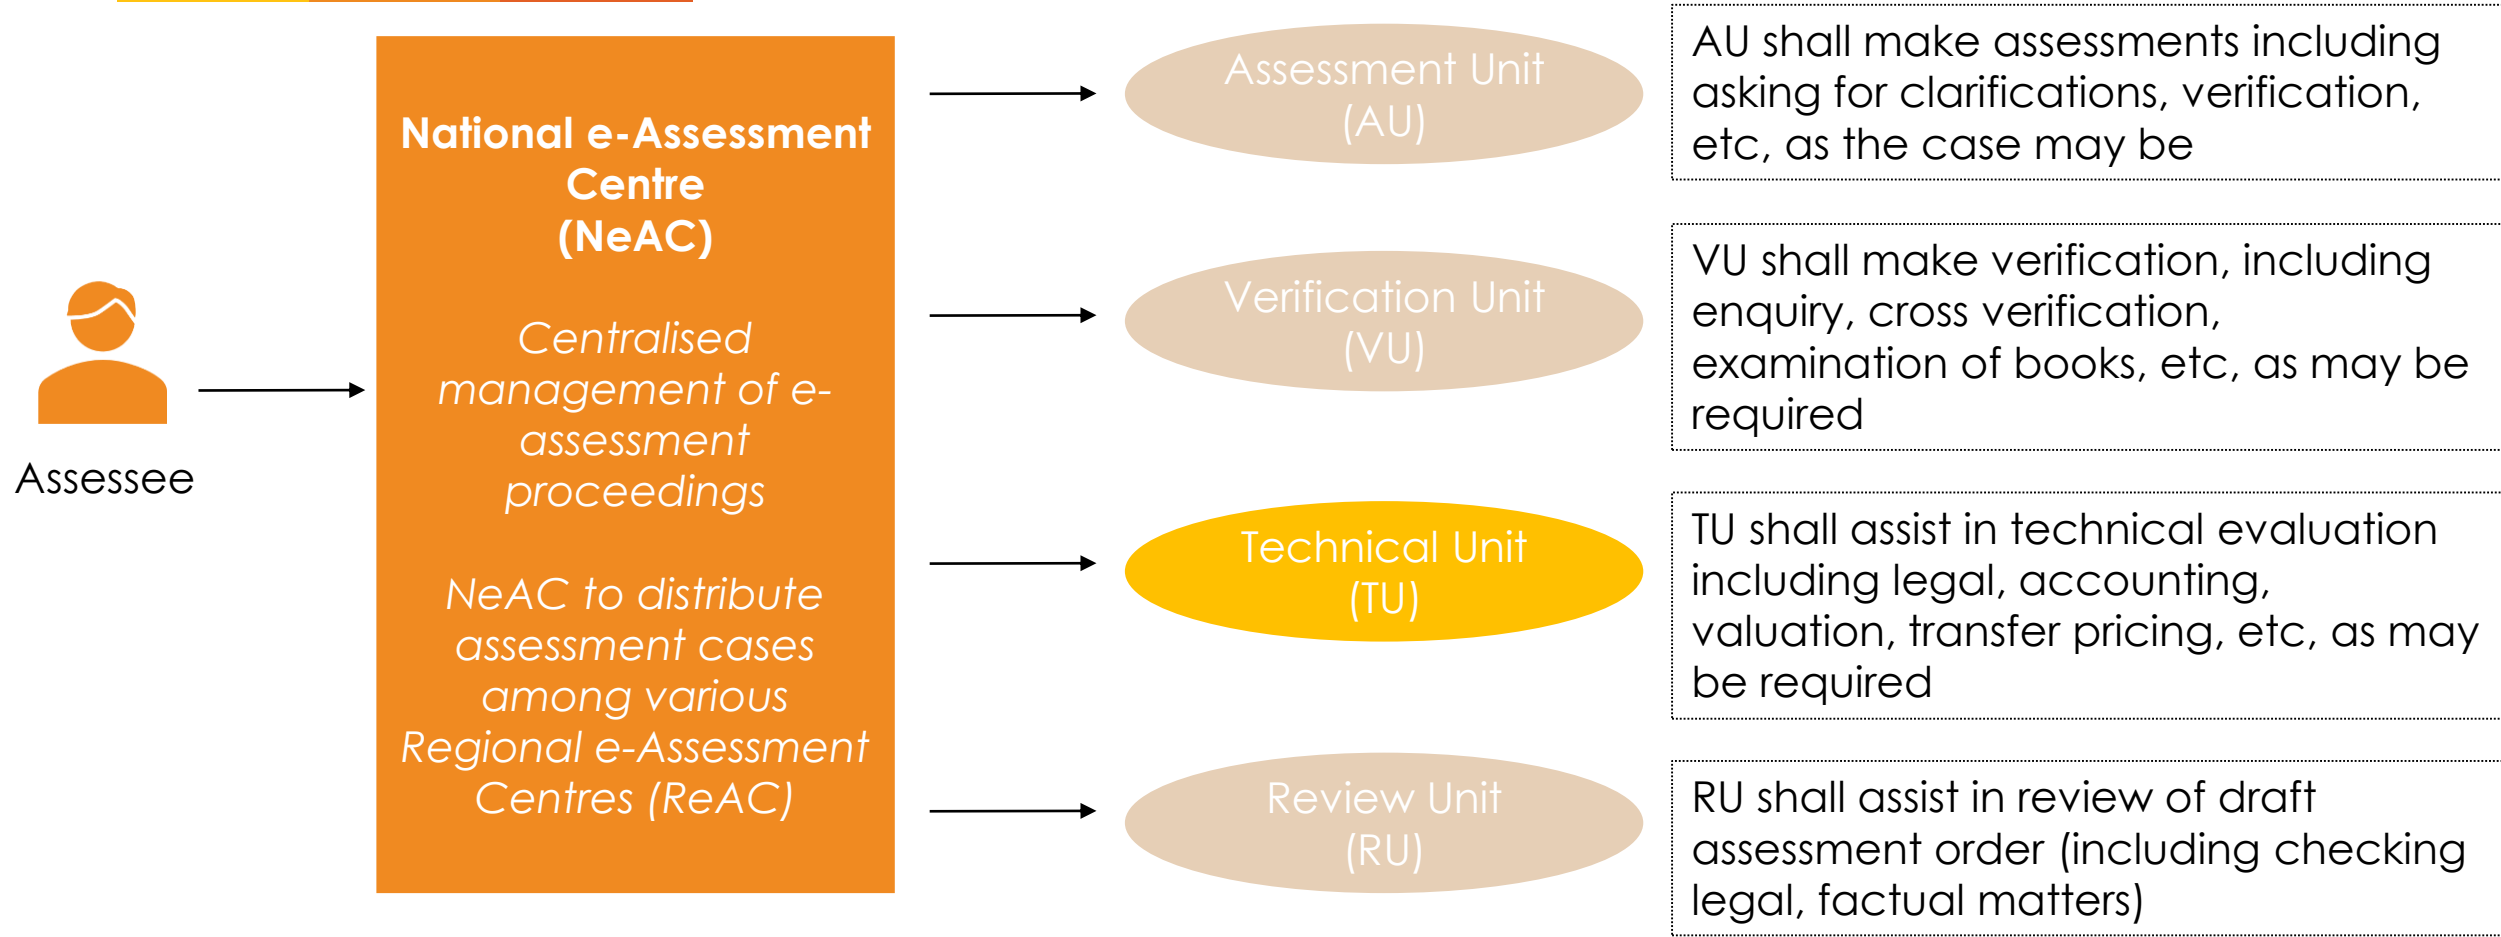 Assessee
National e-Assessment
Centre
(NeAC)
Centralised
management of e-
assessment
proceedings
NeAC to distribute
assessment cases
among various
Regional e-Assessment
Centres (ReAC)
Assessment Unit
(AU)
AU shall make assessments including
asking for clarifications, verification,
etc, as the case may be
Verification Unit
(VU)
VU shall make verification, including
enquiry, cross verification,
examination of books, etc, as may be
required
Technical Unit
(TU)
TU shall assist in technical evaluation
including legal, accounting,
valuation, transfer pricing, etc, as may
be required
Review Unit
(RU)
RU shall assist in review of draft
assessment order (including checking
legal, factual matters)